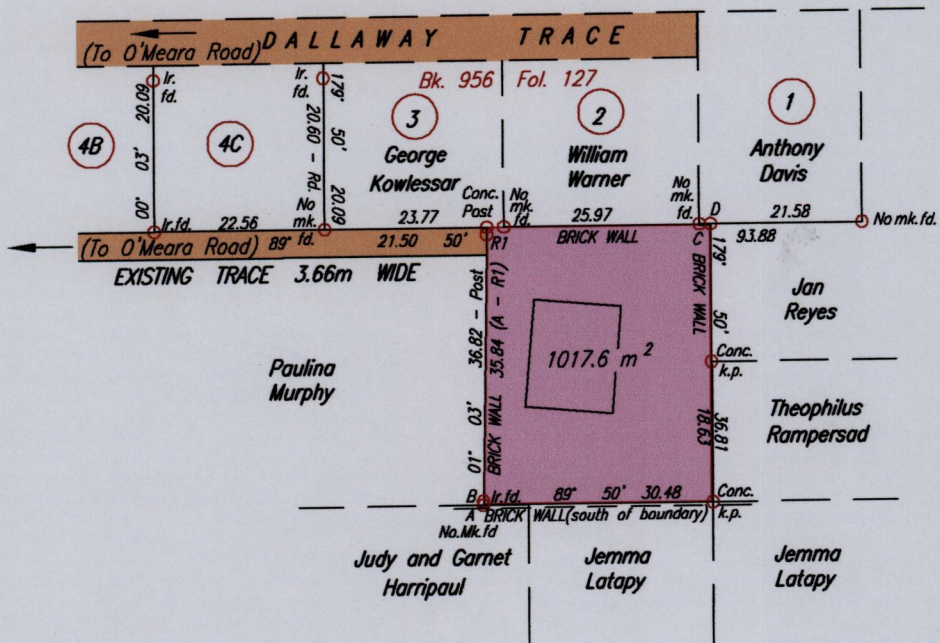 DALLAWAY TRACE
(To O'Meara Road)
Bk. 956 Fol. 127
Ir.
fd.
Ir.
fd.
4B
4C
3
2
1
George
Kowlessar
William
Warner
Anthony
Davis
.00' 03' 20.60
179° 50' 20.09
20.60 - Rd.
No
mk.
fd.
Conc.
Post
No
mk.
fd.
No
mk.
fd.
D
Ir.fd.
22.56
23.77
25.97
21.58
No mk.fd.
(To O'Meara Road)
89° 21.50 50'
R1
BRICK WALL
C
93.88
EXISTING TRACE 3.66m WIDE
Paulina
Murphy
01° 03' 36.82 - Post
BRICK WALL 35.84 (A - R1)
1017.6 m²
BRICK WALL
179° 50' 36.81
18.63
Jan
Reyes
Conc.
k.p.
Theophilus
Rampersad
B
Ir.fd.
89° 50' 30.48
Conc.
k.p.
A
BRICK WALL(south of boundary)
No.Mk.fd
Judy and Garnet
Harripaul
Jemma
Latapy
Jemma
Latapy